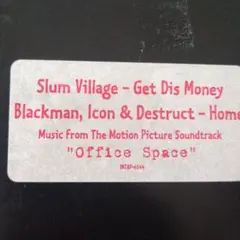 Slum Village – Get Dis Money
Blackman, Icon & Destruct – Home
Music From The Motion Picture Soundtrack
"Office Space"